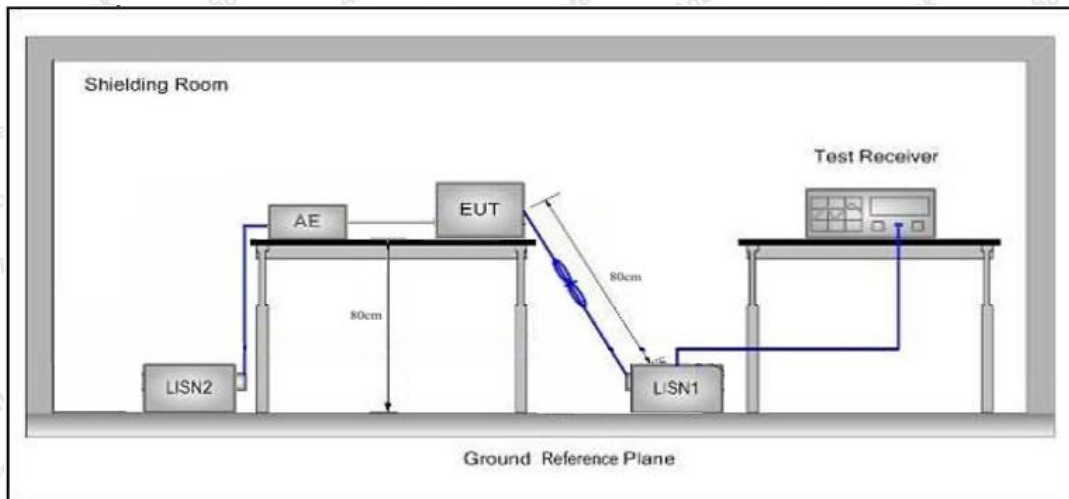 Shielding Room
Test Receiver
AE
EUT
80cm
80cm
LISN2
LISN1
Ground Reference Plane